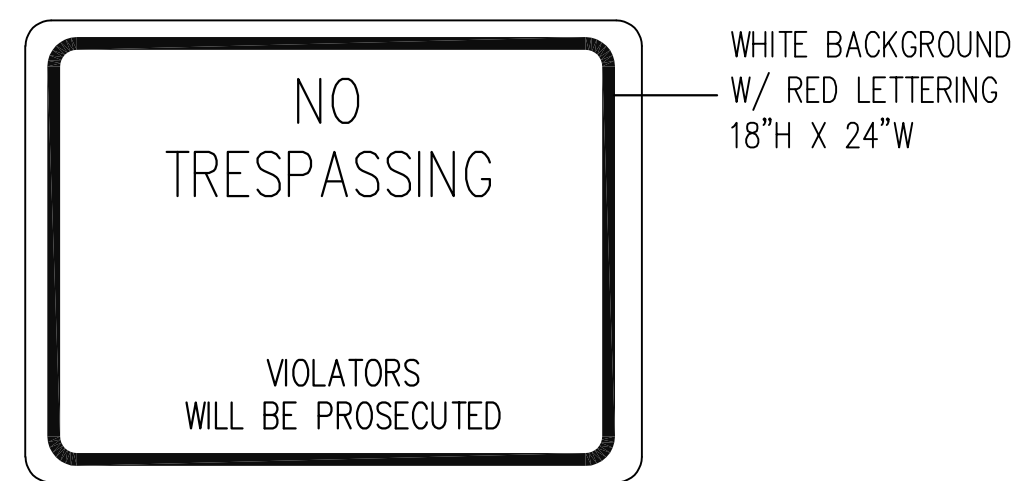 NO
TRESPASSING
VIOLATORS
WILL BE PROSECUTED
WHITE BACKGROUND
W/ RED LETTERING
18”H X 24”W